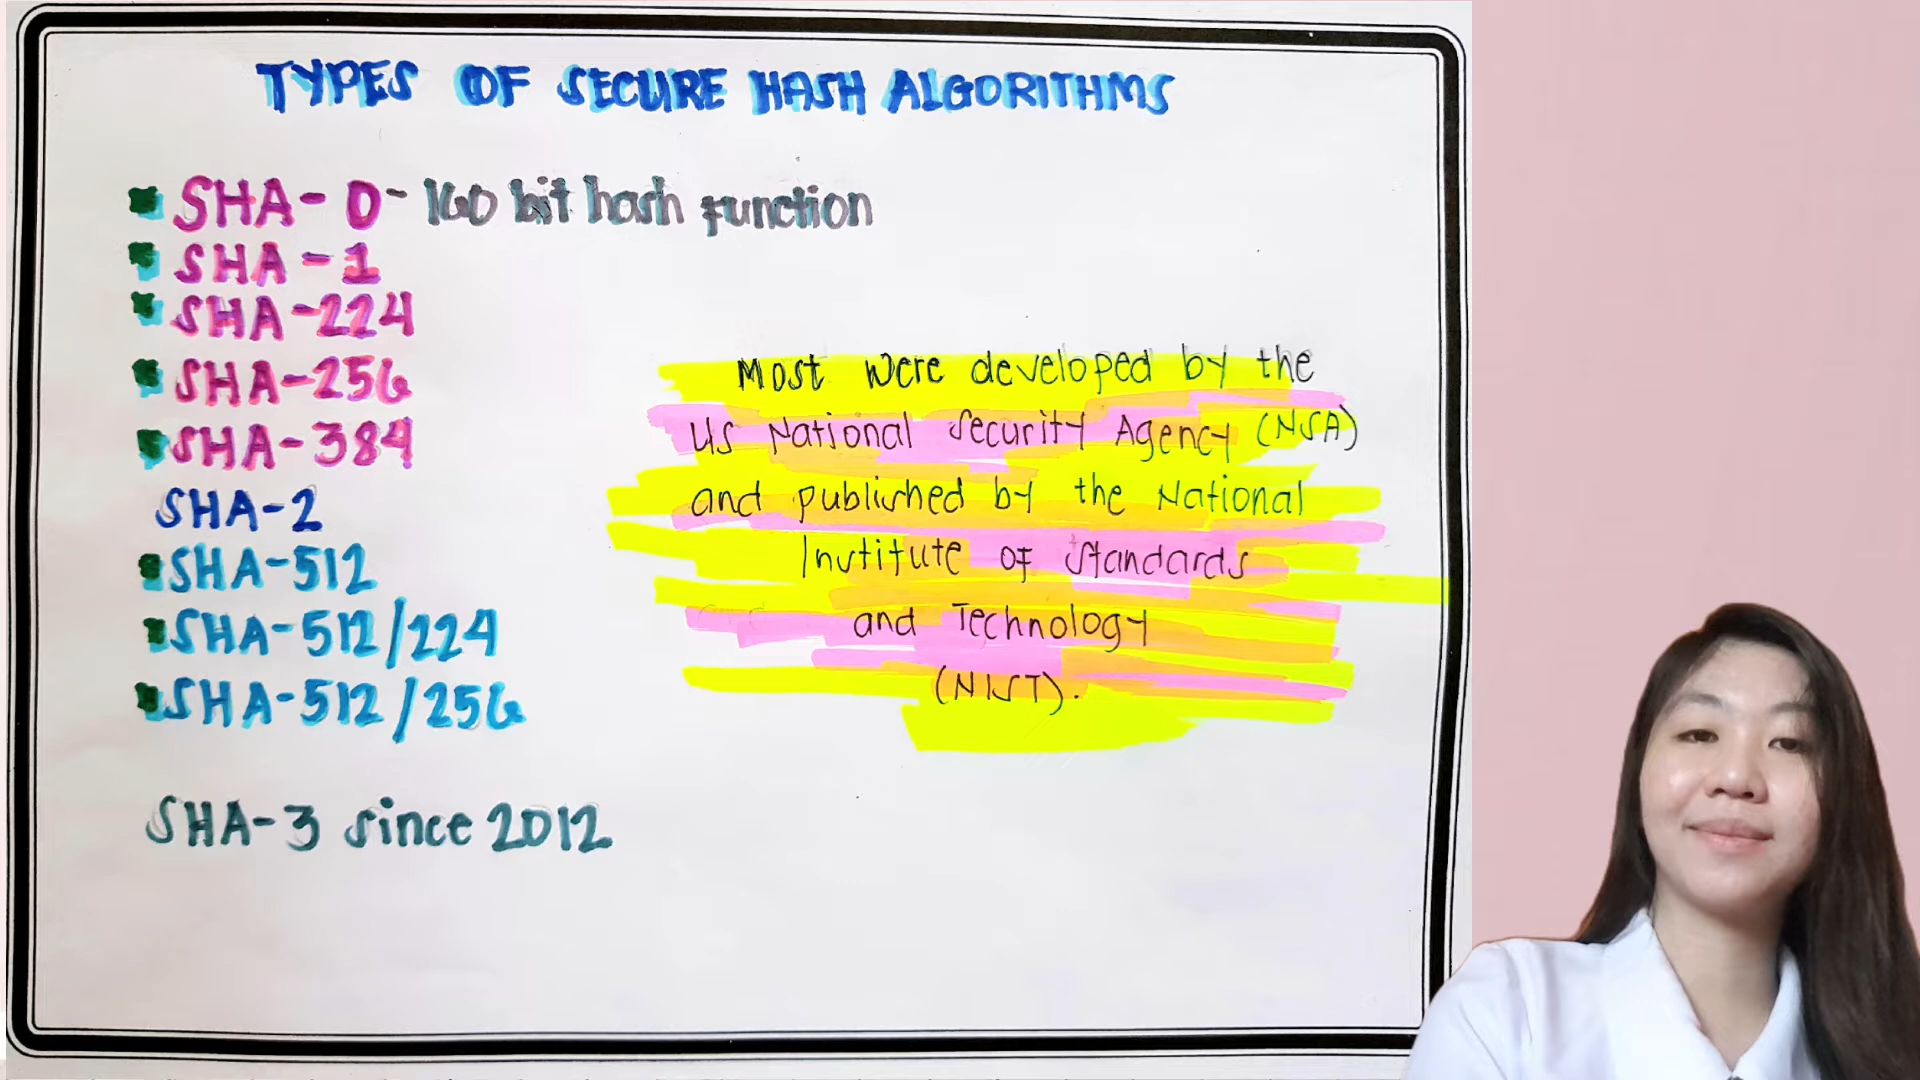 TYPES OF SECURE HASH ALGORITHMS
SHA-0- 160 bit hash function
SHA-1
SHA-224
SHA-256
SHA-384
SHA-2
SHA-512
SHA-512/224
SHA-512/256
SHA-3 since 2012
Most were developed by the
US National Security Agency (NSA)
and published by the National
Institute of Standards
and Technology
(NIST).